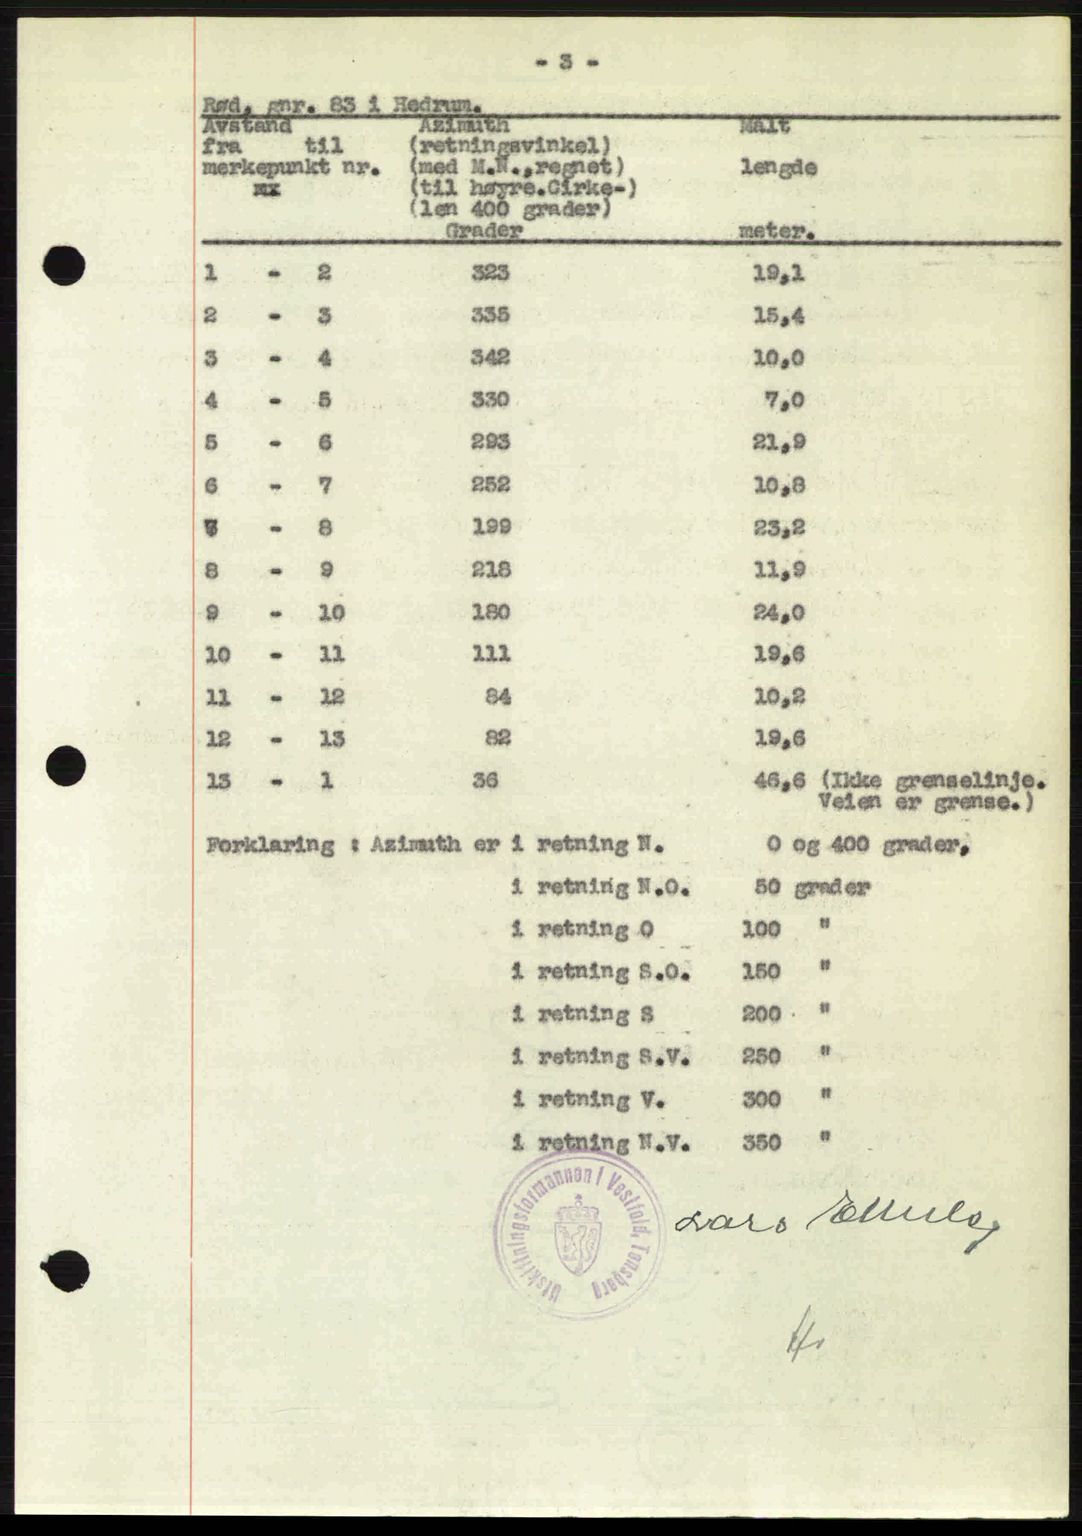 - 3 -
Rød, gnr. 83 i Hedrum.
Avstand Azimuth Målt
fra til (retningsvinkel)
merkepunkt nr. (med M.N.,regnet) lengde
(til høyre.Cirke-)
(len 400 grader)
Grader meter.
1 - 2 323 19,1
2 - 3 335 15,4
3 - 4 342 10,0
4 - 5 330 7,0
5 - 6 293 21,9
6 - 7 252 10,8
7 - 8 199 23,2
8 - 9 218 11,9
9 - 10 180 24,0
10 - 11 111 19,6
11 - 12 84 10,2
12 - 13 82 19,6
13 - 1 36 46,6 (Ikke grenselinje.
Veien er grense.)
Forklaring : Azimuth er i retning N. 0 og 400 grader,
i retning N.O. 50 grader
i retning O 100 "
i retning S.O. 150 "
i retning S 200 "
i retning S.V. 250 "
i retning V. 300 "
i retning N.V. 350 "
Utskiftningsformannen i Vestfold, Tønsberg
Lars